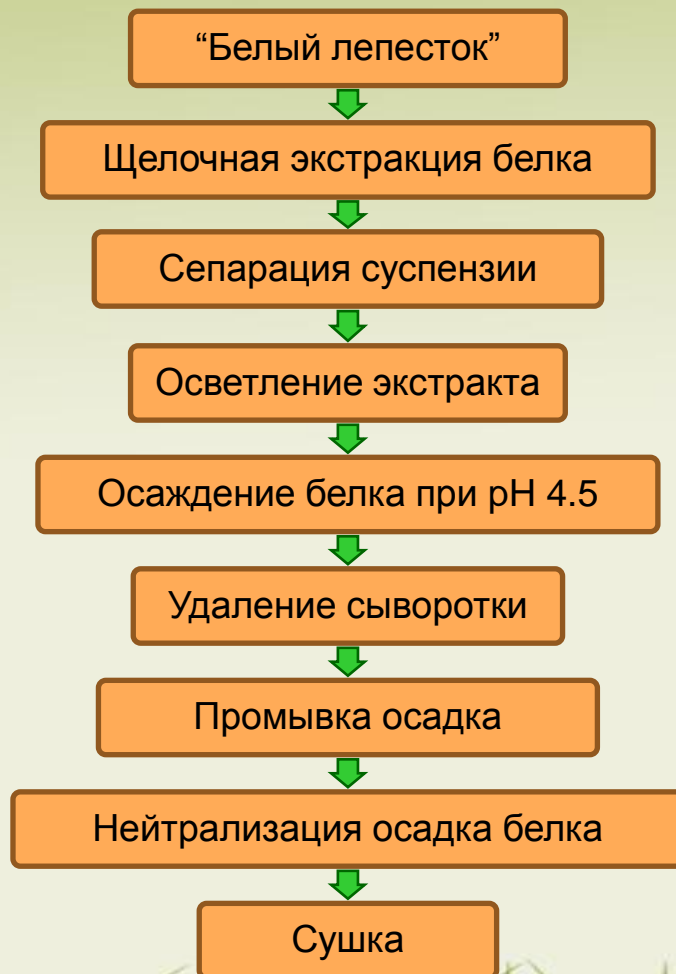 “Белый лепесток”
Щелочная экстракция белка
Сепарация суспензии
Осветление экстракта
Осаждение белка при pH 4.5
Удаление сыворотки
Промывка осадка
Нейтрализация осадка белка
Сушка